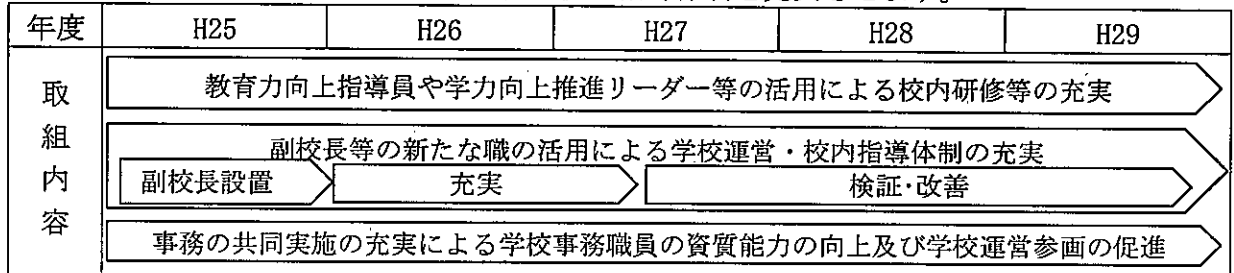 年度 H25 H26 H27 H28 H29
取組内容
教育力向上指導員や学力向上推進リーダー等の活用による校内研修等の充実
副校長等の新たな職の活用による学校運営・校内指導体制の充実
副校長設置 充実 検証・改善
事務の共同実施の充実による学校事務職員の資質能力の向上及び学校運営参画の促進